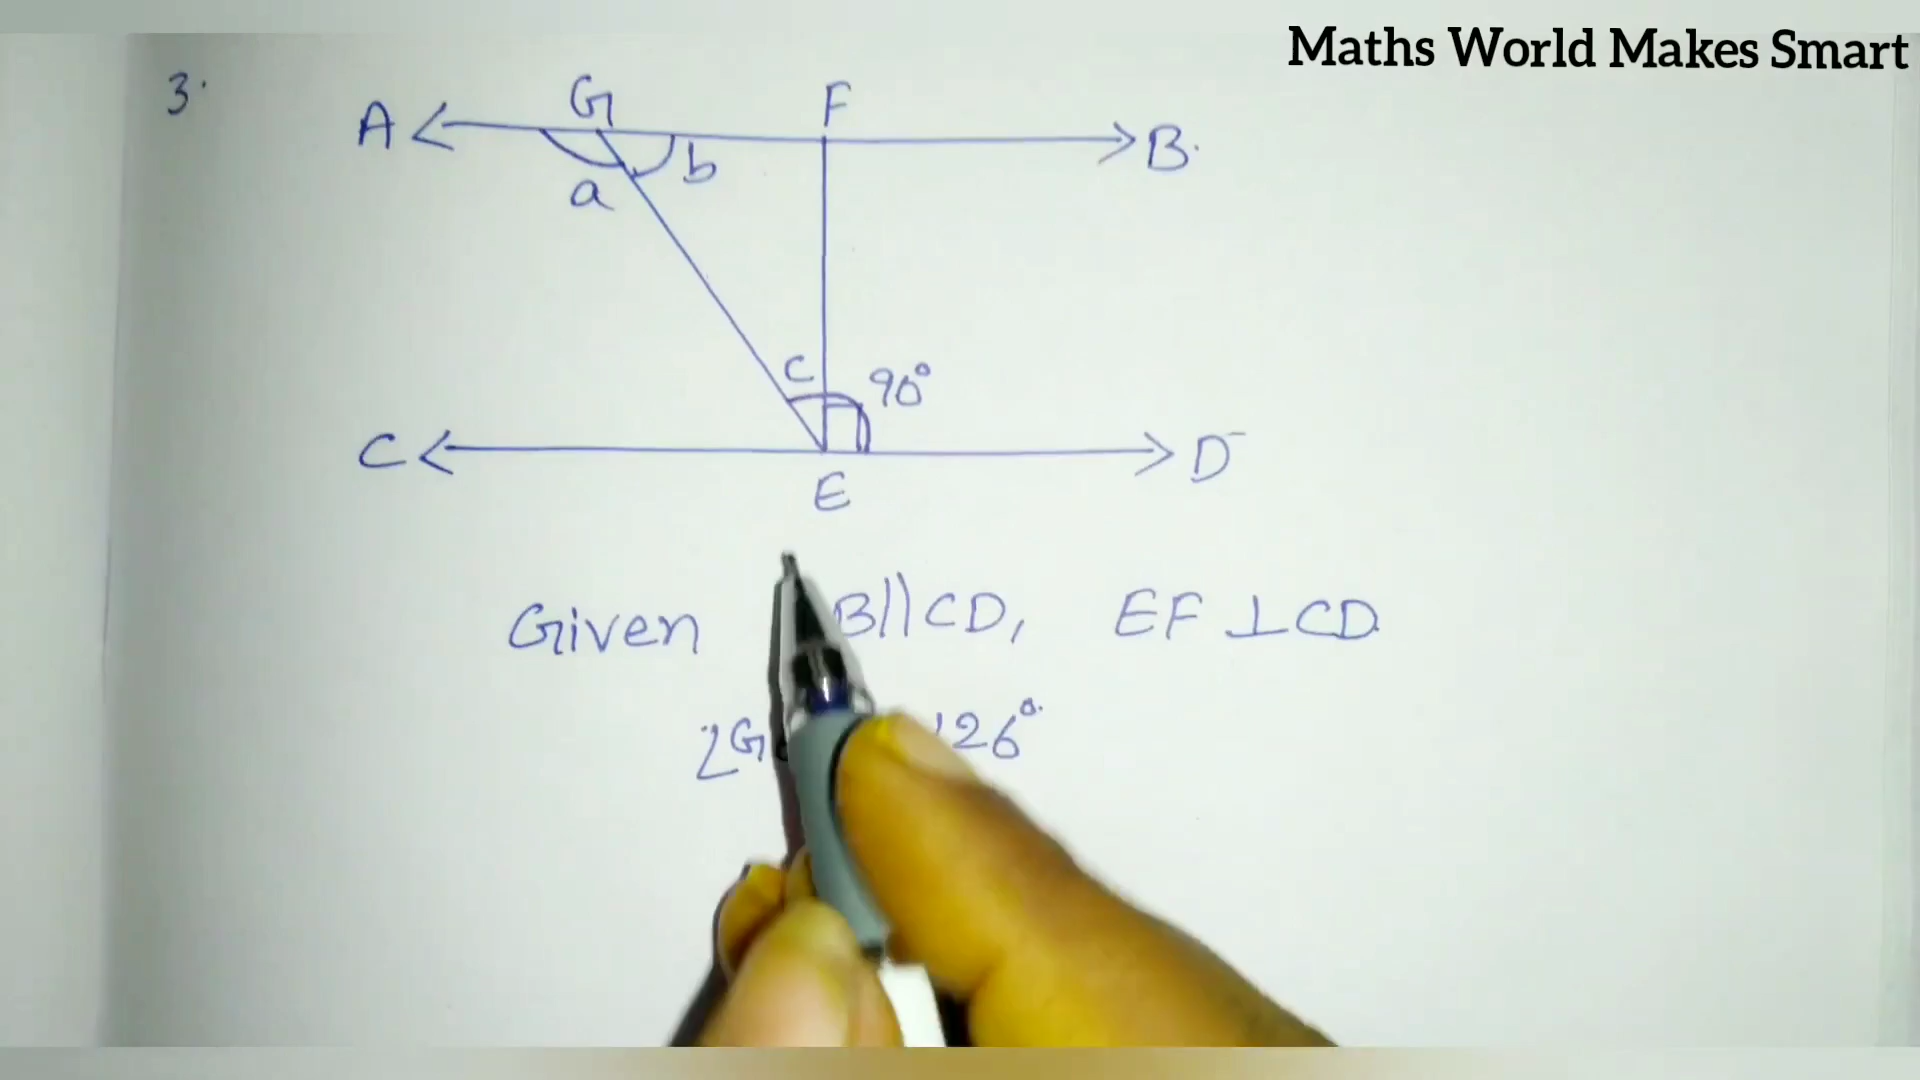 Maths World Makes Smart
3.
A G F B.
a b
c 90°
C D
E
Given B||CD, EF⊥CD
∠G 126°